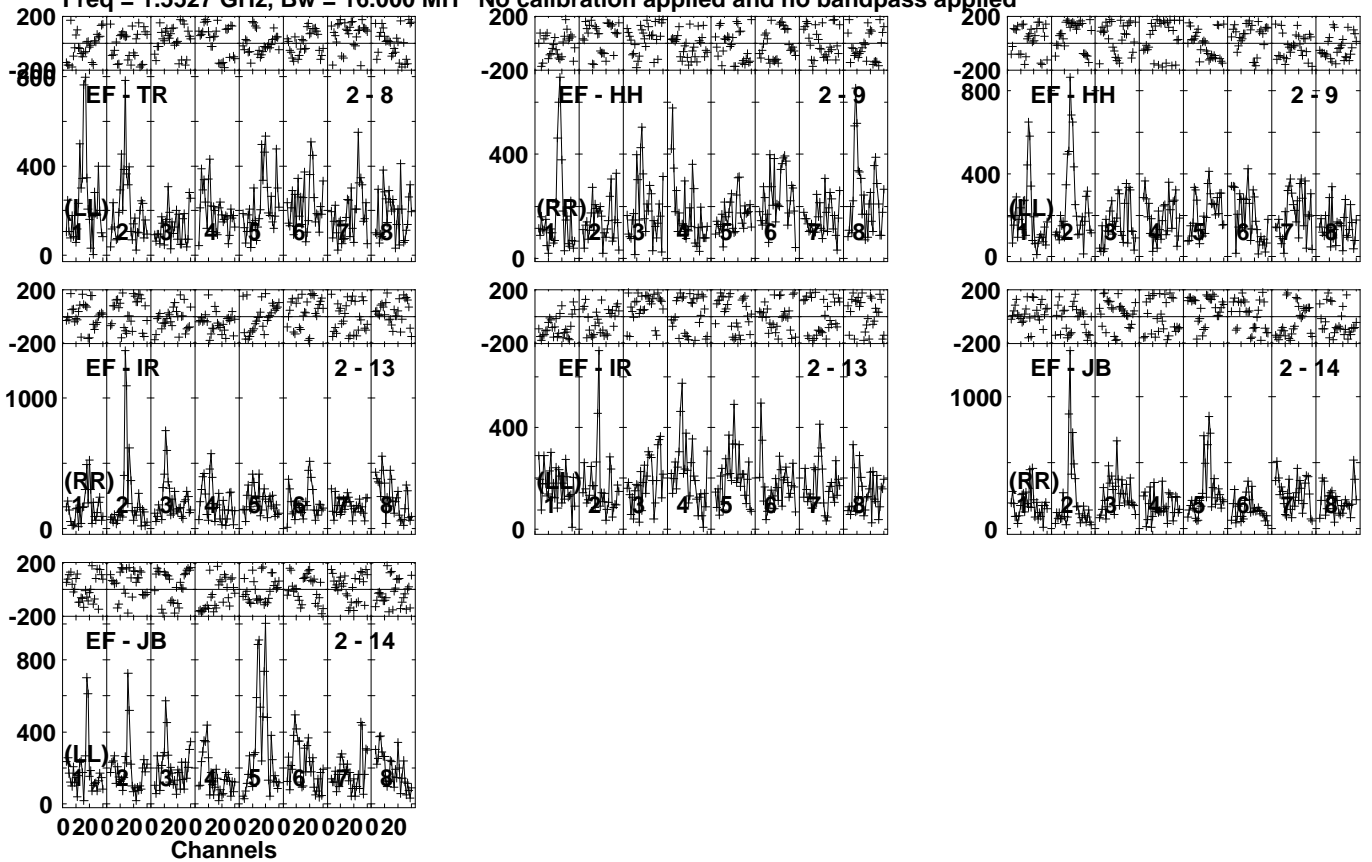 Freq = 1.5527 GHz, Bw = 16.000 MH No calibration applied and no bandpass applied
200
-200
800
400
0
EF - TR 2 - 8
(LL)
1 2 3 4 5 6 7 8
200
-200
400
0
EF - HH 2 - 9
(RR)
1 2 3 4 5 6 7 8
200
-200
800
400
0
EF - HH 2 - 9
(LL)
1 2 3 4 5 6 7 8
200
-200
1000
0
EF - IR 2 - 13
(RR)
1 2 3 4 5 6 7 8
200
-200
400
0
EF - IR 2 - 13
(LL)
1 2 3 4 5 6 7 8
200
-200
1000
0
EF - JB 2 - 14
(RR)
1 2 3 4 5 6 7 8
200
-200
800
400
0
EF - JB 2 - 14
(LL)
1 2 3 4 5 6 7 8
0 20 0 20 0 20 0 20 0 20 0 20 0 20 0 20
Channels